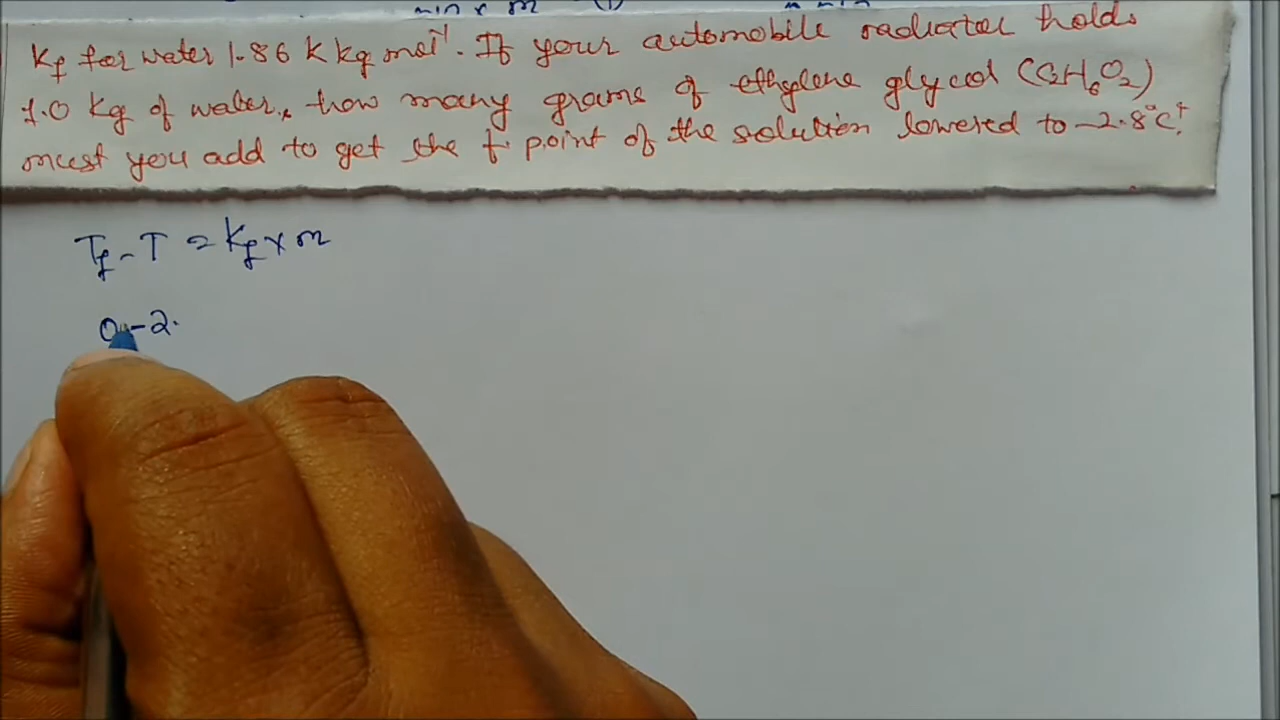 min x m (1)
Kf for water 1.86 K kg mol⁻¹. If your automobile radiator holds
1.0 Kg of water, how many grams of ethylene glycol (C2H6O2)
must you add to get the f. point of the solution lowered to -2.8°C?
Tf - T = Kf x m
0 - 2.